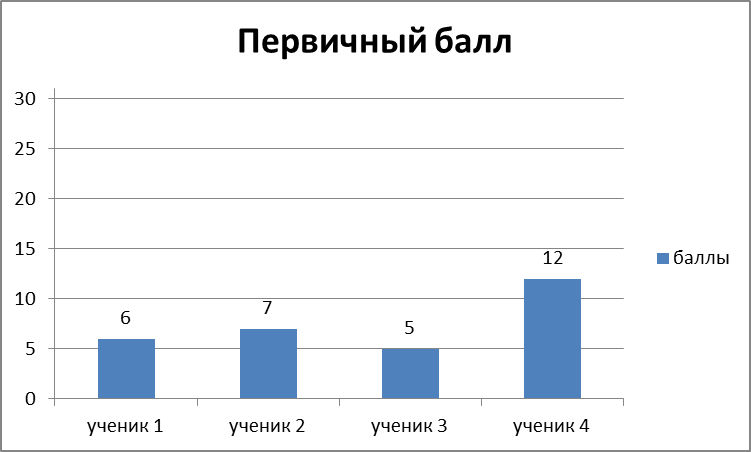 Первичный балл
30
25
20
15
10
5
0
6
7
5
12
ученик 1
ученик 2
ученик 3
ученик 4
баллы